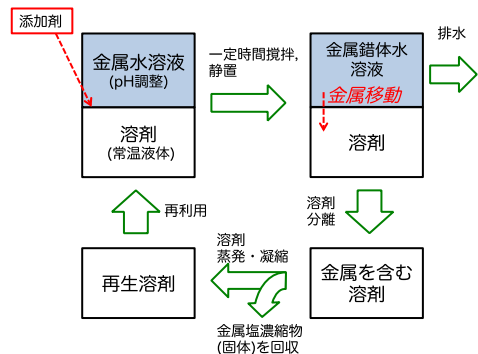 添加剤
金属水溶液
(pH調整)
溶剤
(常温液体)
一定時間撹拌,
静置
金属錯体水
溶液
金属移動
溶剤
排水
溶剤
分離
金属を含む
溶剤
溶剤
蒸発・凝縮
金属塩濃縮物
(固体)を回収
再生溶剤
再利用